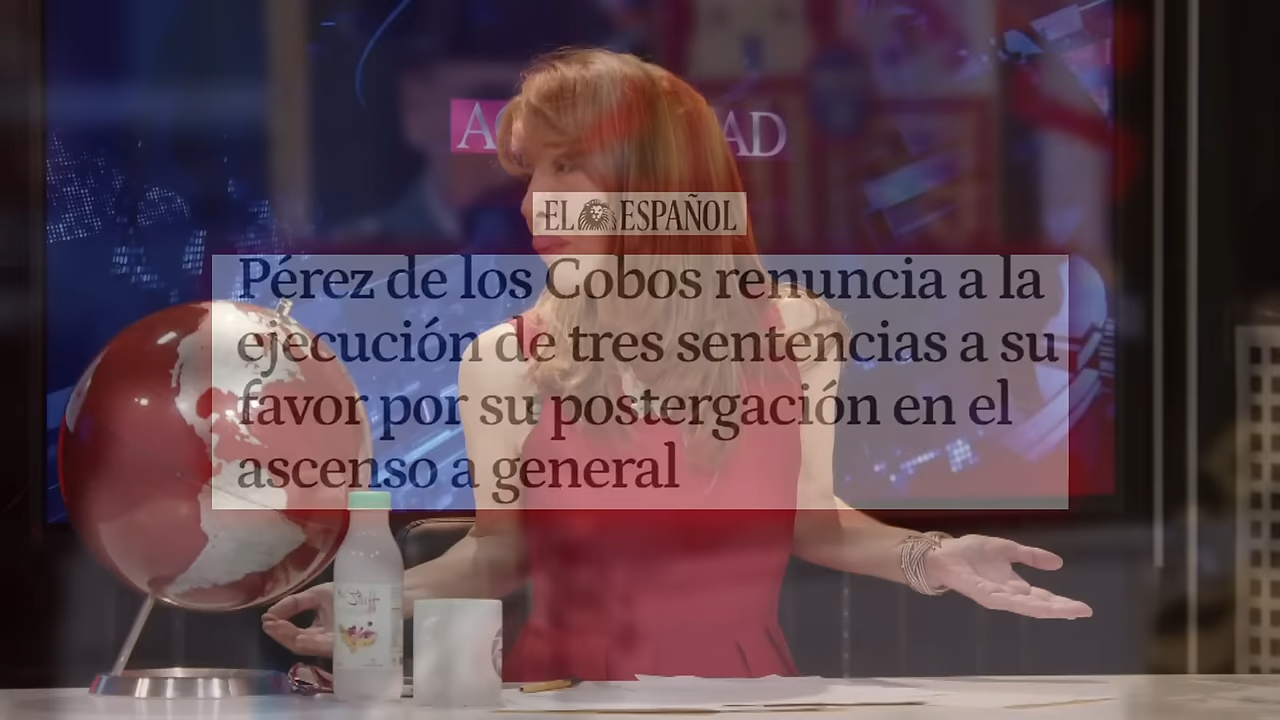 EL ESPAÑOL
Pérez de los Cobos renuncia a la
ejecución de tres sentencias a su
favor por su postergación en el
ascenso a general